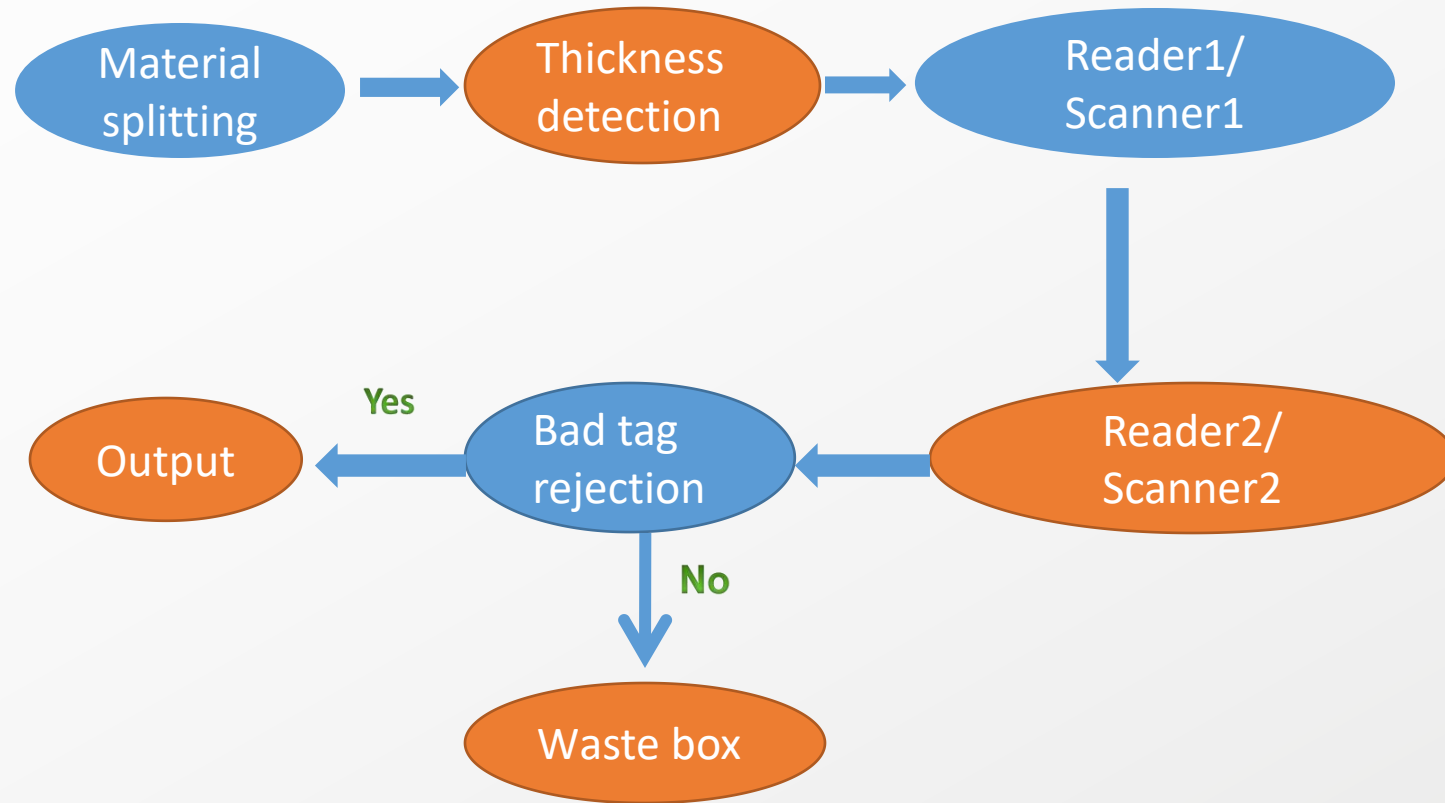 Material
splitting
Thickness
detection
Reader1/
Scanner1
Reader2/
Scanner2
Bad tag
rejection
Yes
Output
No
Waste box